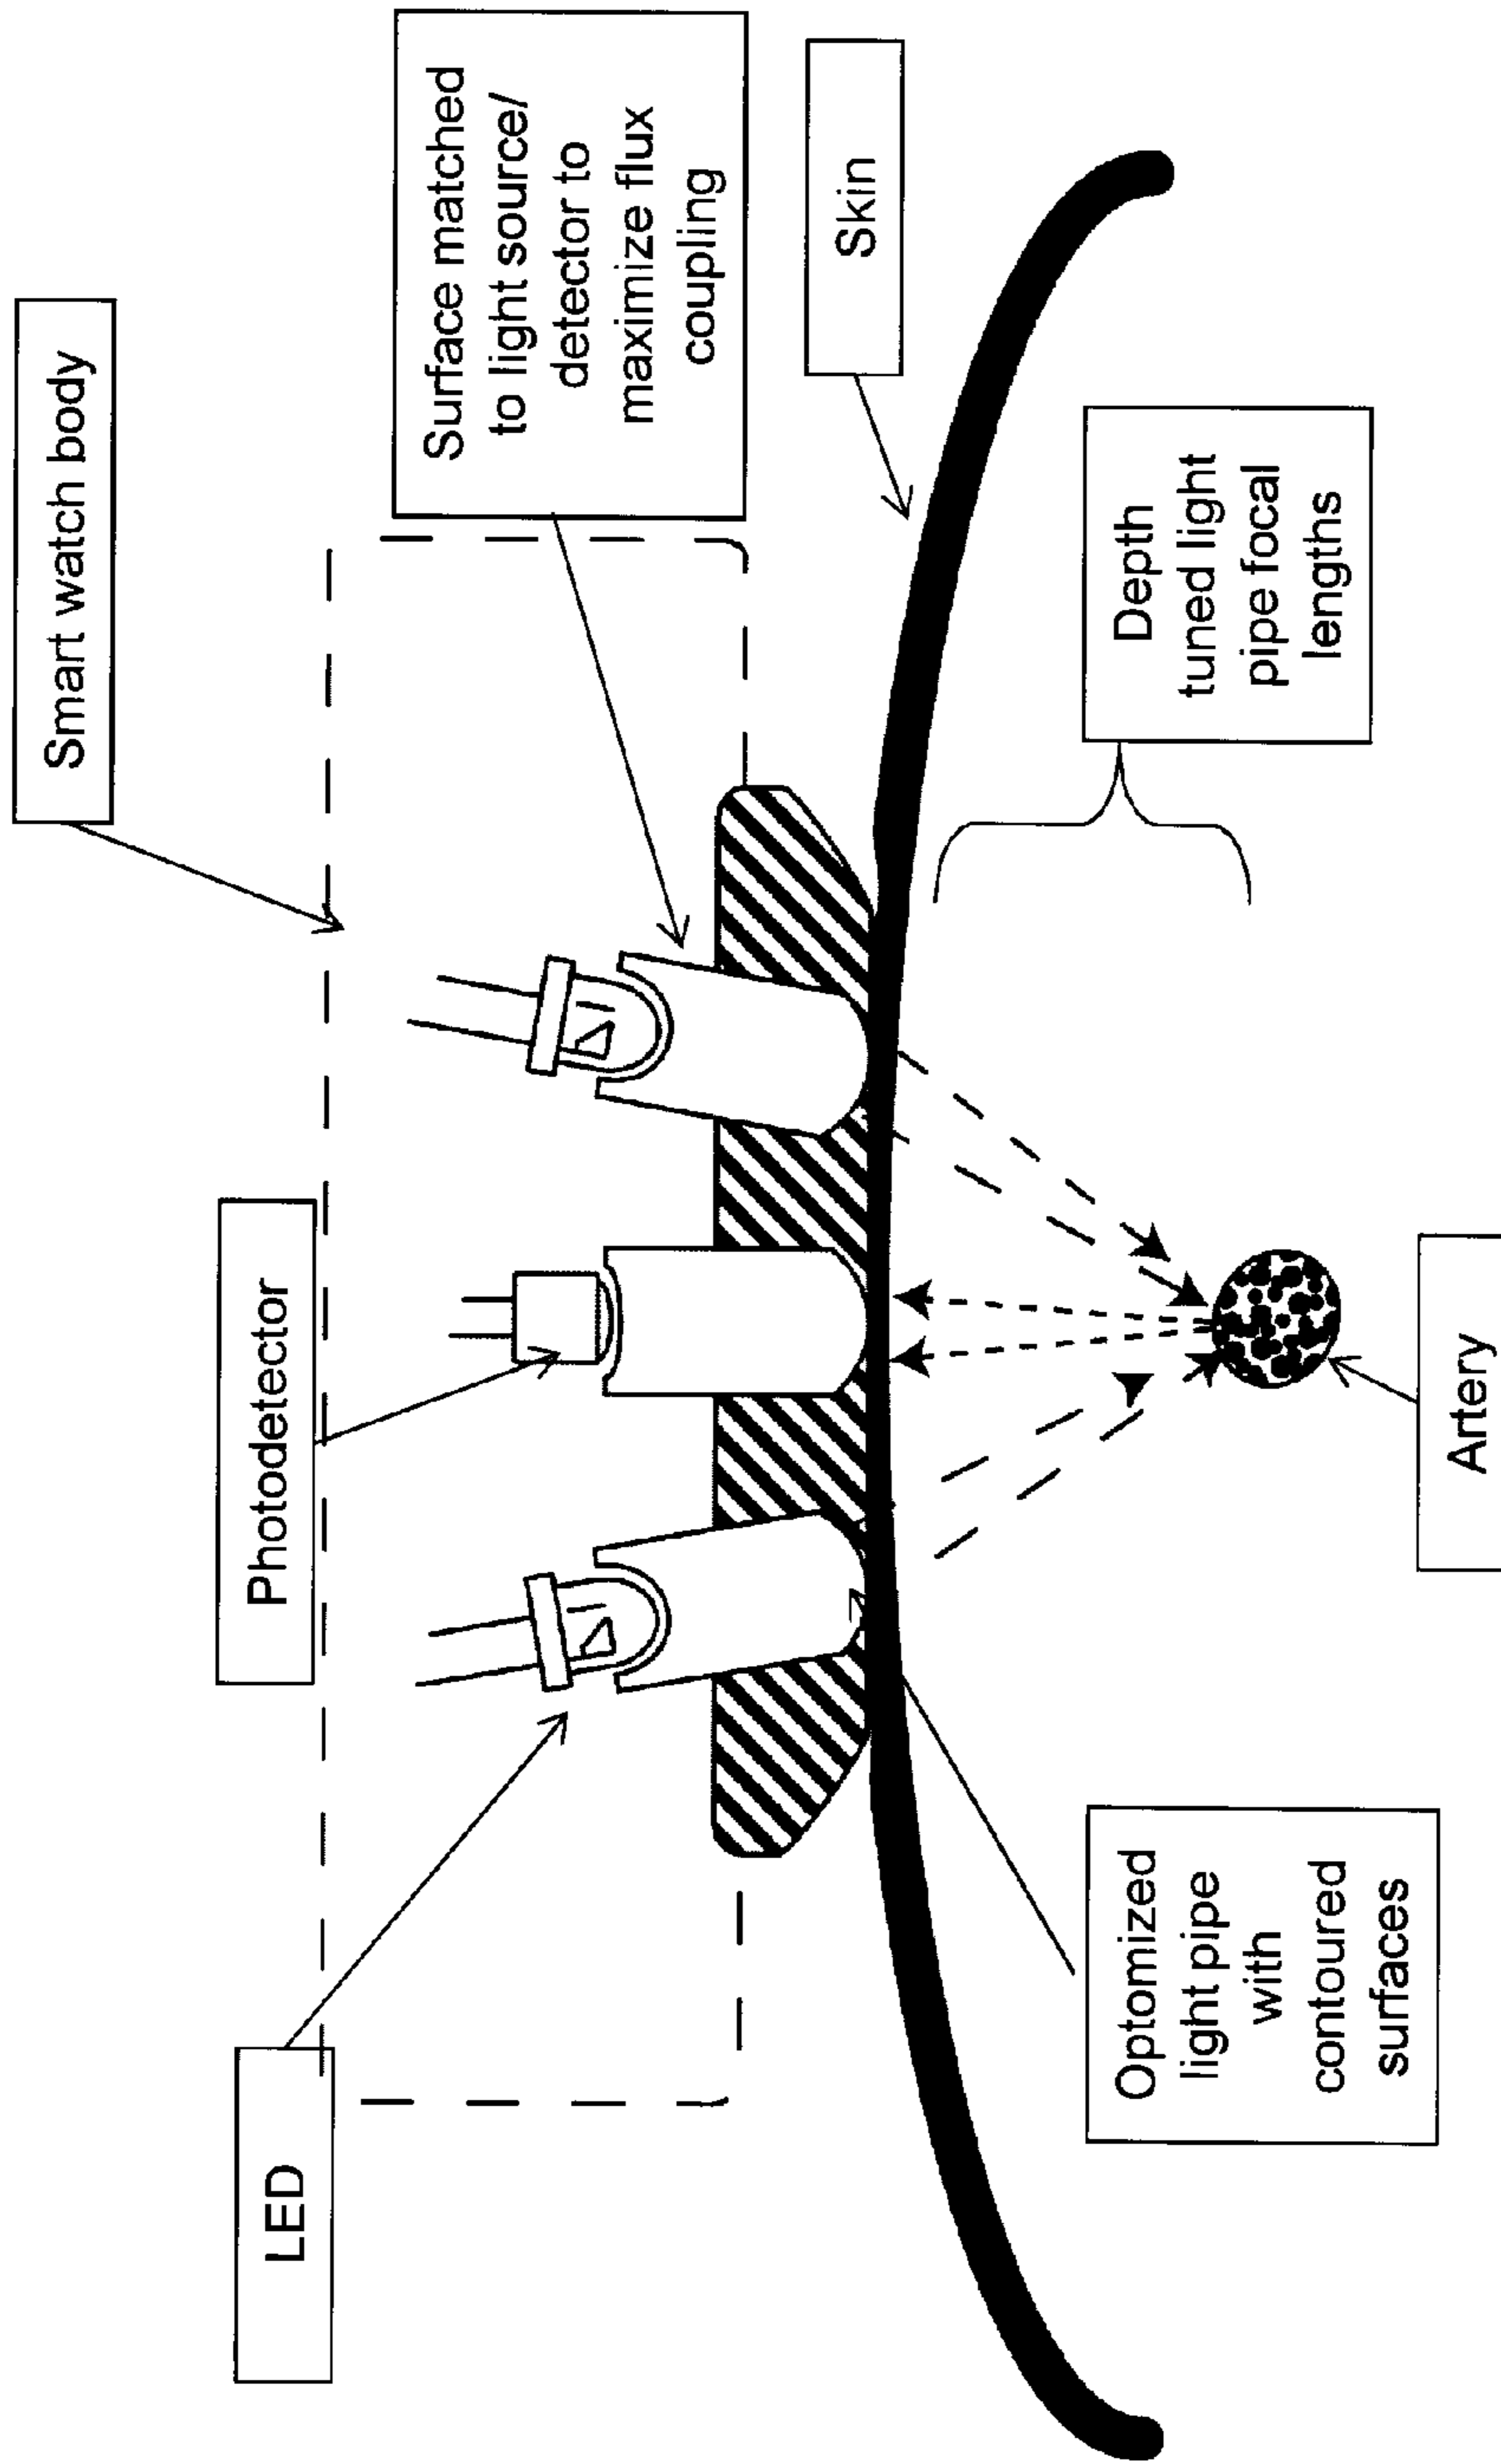 Smart watch body
Photodetector
LED
Surface matched
to light source/
detector to
maximize flux
coupling
Skin
Depth
tuned light
pipe focal
lengths
Optomized
light pipe
with
contoured
surfaces
Artery